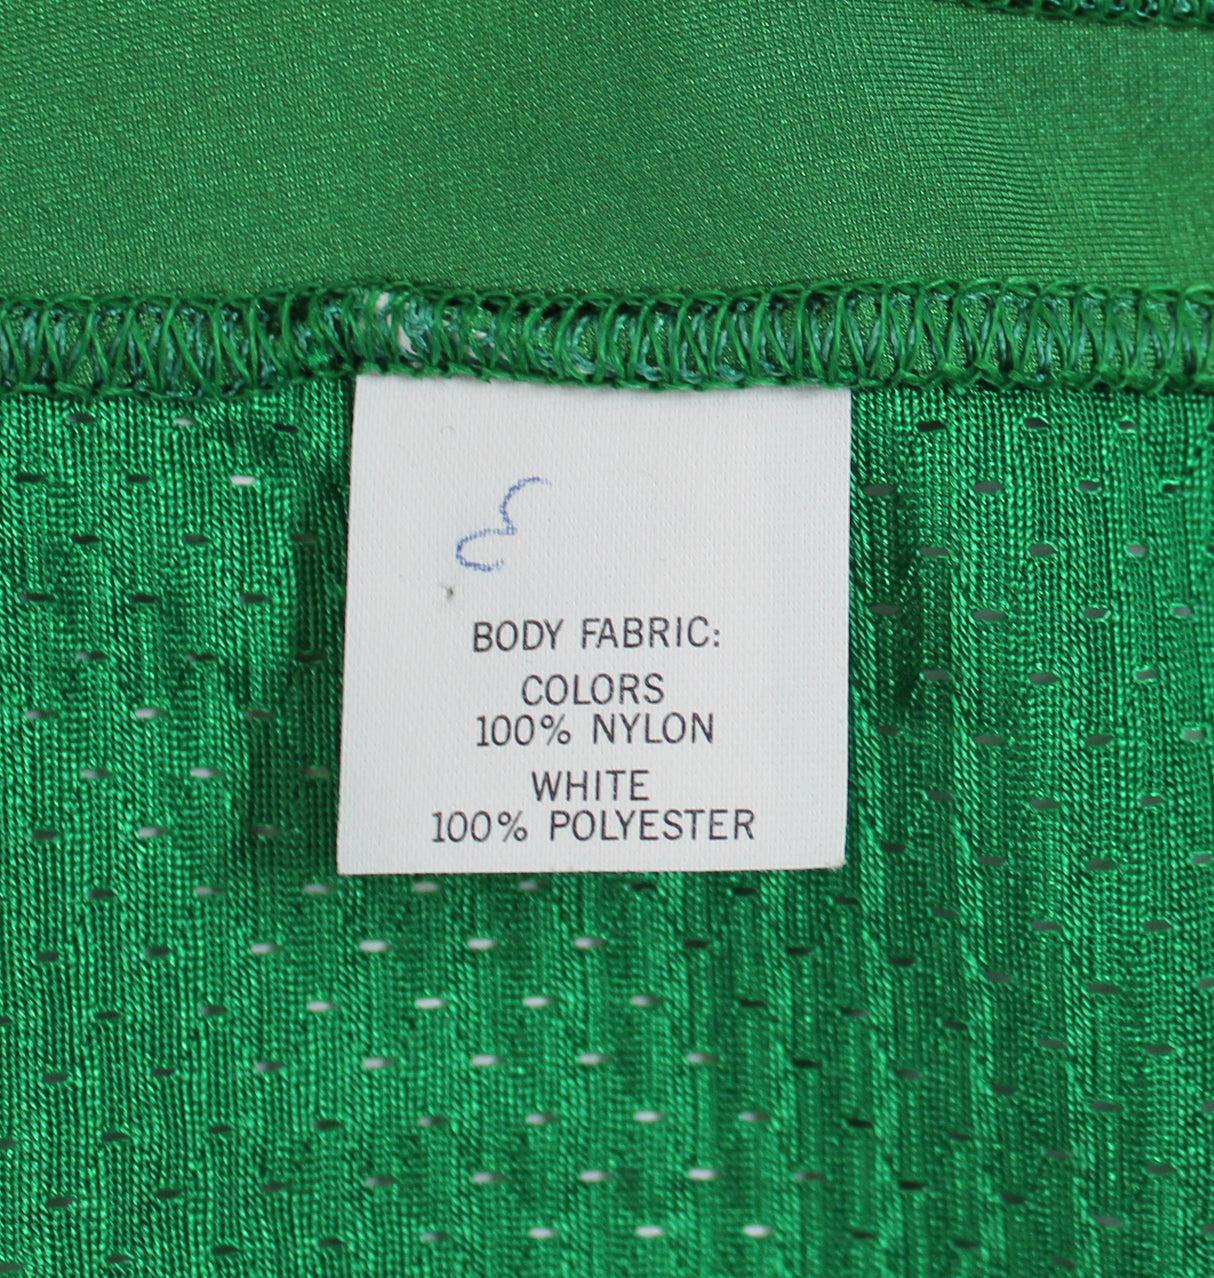 BODY FABRIC:
COLORS
100% NYLON
WHITE
100% POLYESTER